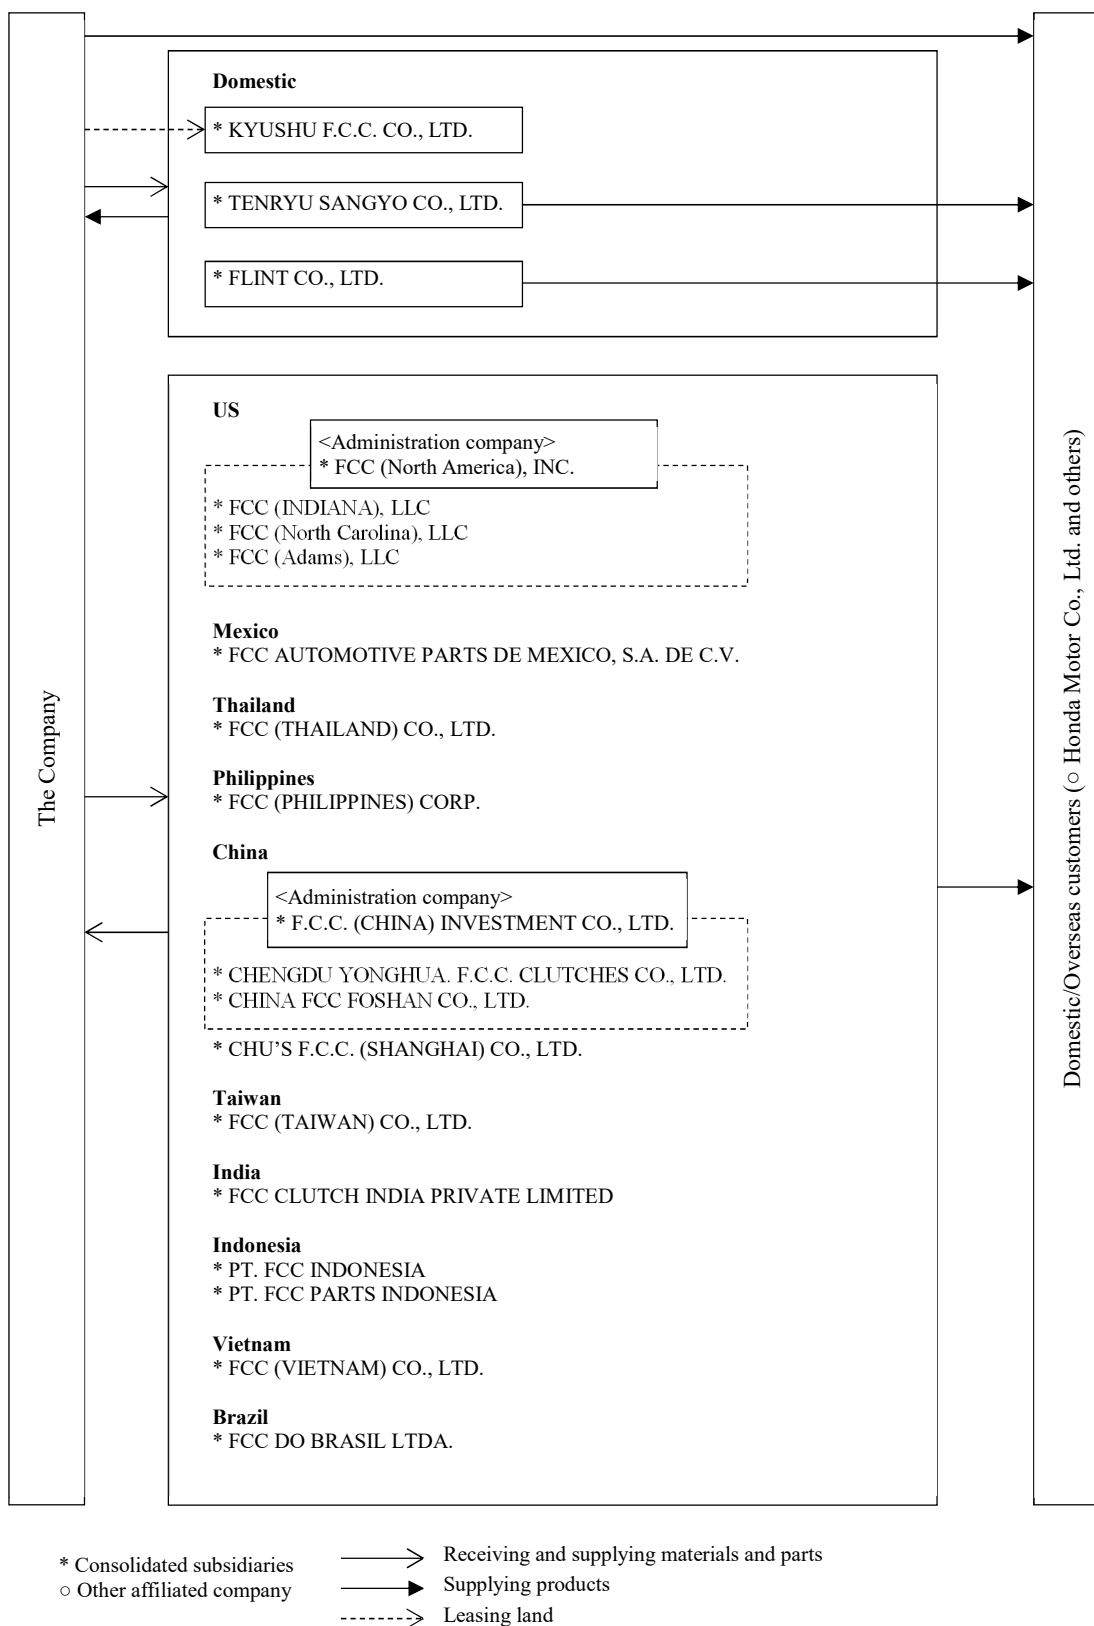 The Company
Domestic
* KYUSHU F.C.C. CO., LTD.
* TENRYU SANGYO CO., LTD.
* FLINT CO., LTD.
US
<Administration company>
* FCC (North America), INC.
* FCC (INDIANA), LLC
* FCC (North Carolina), LLC
* FCC (Adams), LLC
Mexico
* FCC AUTOMOTIVE PARTS DE MEXICO, S.A. DE C.V.
Thailand
* FCC (THAILAND) CO., LTD.
Philippines
* FCC (PHILIPPINES) CORP.
China
<Administration company>
* F.C.C. (CHINA) INVESTMENT CO., LTD.
* CHENGDU YONGHUA. F.C.C. CLUTCHES CO., LTD.
* CHINA FCC FOSHAN CO., LTD.
* CHU’S F.C.C. (SHANGHAI) CO., LTD.
Taiwan
* FCC (TAIWAN) CO., LTD.
India
* FCC CLUTCH INDIA PRIVATE LIMITED
Indonesia
* PT. FCC INDONESIA
* PT. FCC PARTS INDONESIA
Vietnam
* FCC (VIETNAM) CO., LTD.
Brazil
* FCC DO BRASIL LTDA.
Domestic/Overseas customers (○ Honda Motor Co., Ltd. and others)
* Consolidated subsidiaries
○ Other affiliated company
Receiving and supplying materials and parts
Supplying products
Leasing land